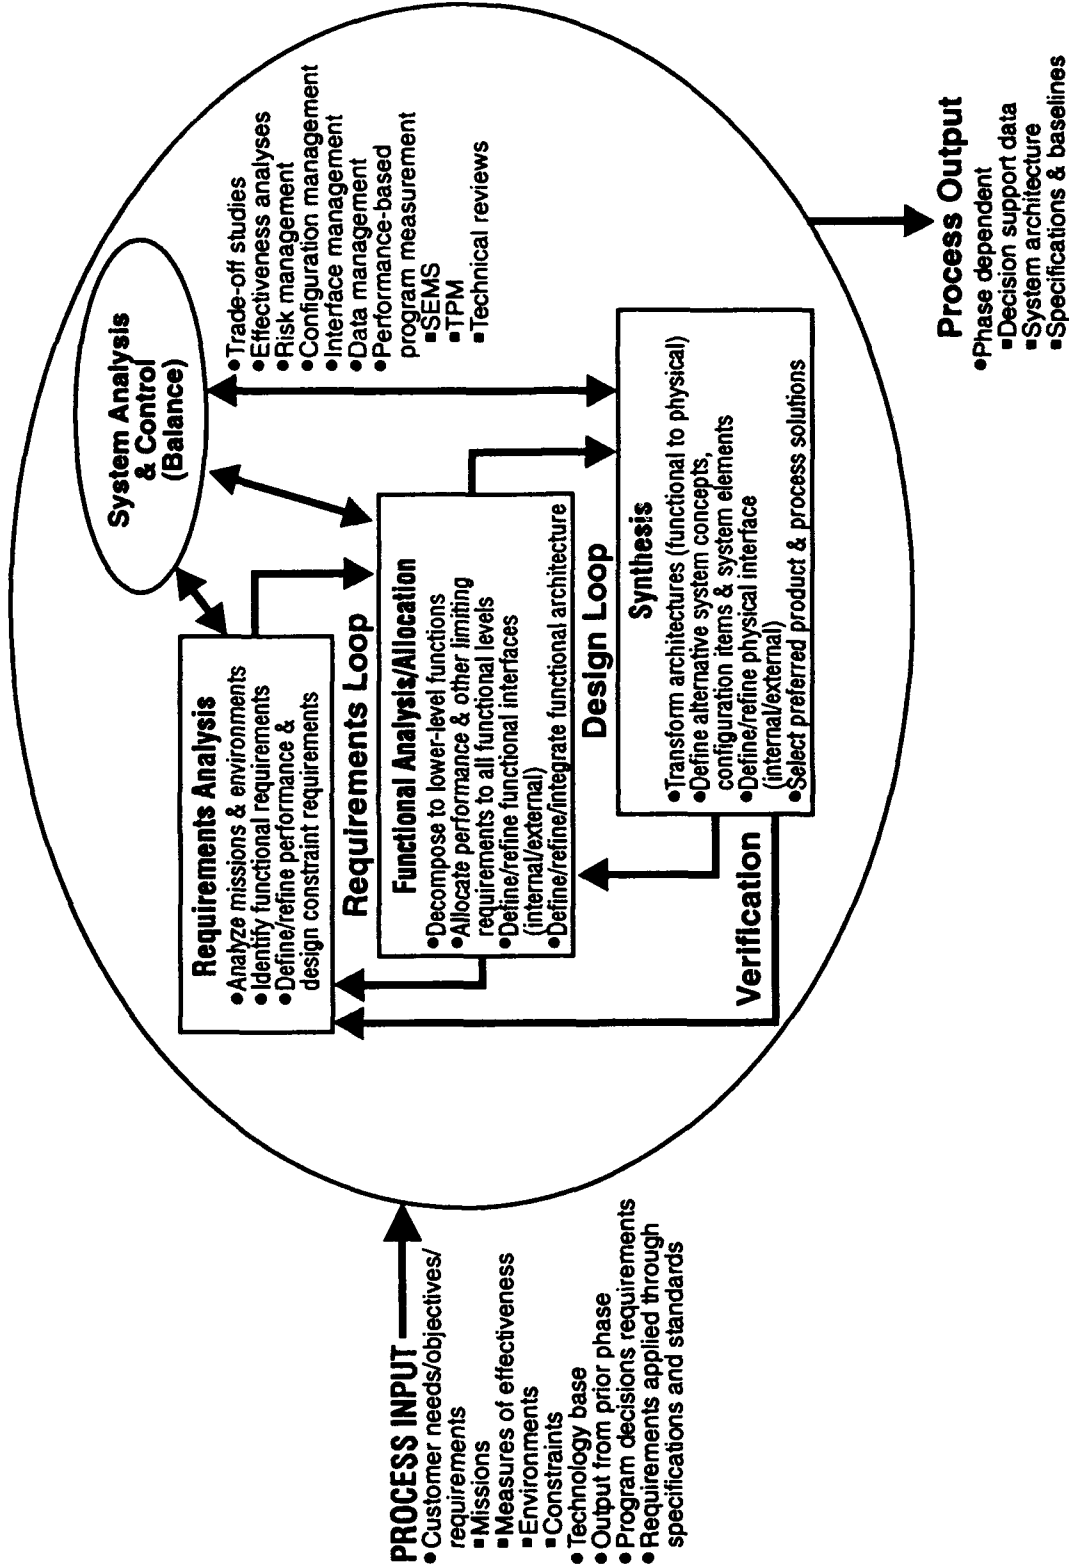 PROCESS INPUT
•Customer needs/objectives/
requirements
▪Missions
▪Measures of effectiveness
▪Environments
▪Constraints
•Technology base
•Output from prior phase
•Program decisions requirements
•Requirements applied through
specifications and standards
Requirements Analysis
•Analyze missions & environments
•Identify functional requirements
•Define/refine performance &
design constraint requirements
System Analysis
& Control
(Balance)
•Trade-off studies
•Effectiveness analyses
•Risk management
•Configuration management
•Interface management
•Data management
•Performance-based
program measurement
▪SEMS
▪TPM
▪Technical reviews
Requirements Loop
Functional Analysis/Allocation
•Decompose to lower-level functions
•Allocate performance & other limiting
requirements to all functional levels
•Define/refine functional interfaces
(internal/external)
•Define/refine/integrate functional architecture
Design Loop
Synthesis
•Transform architectures (functional to physical)
•Define alternative system concepts,
configuration items & system elements
•Define/refine physical interface
(internal/external)
•Select preferred product & process solutions
Verification
Process Output
•Phase dependent
▪Decision support data
▪System architecture
▪Specifications & baselines